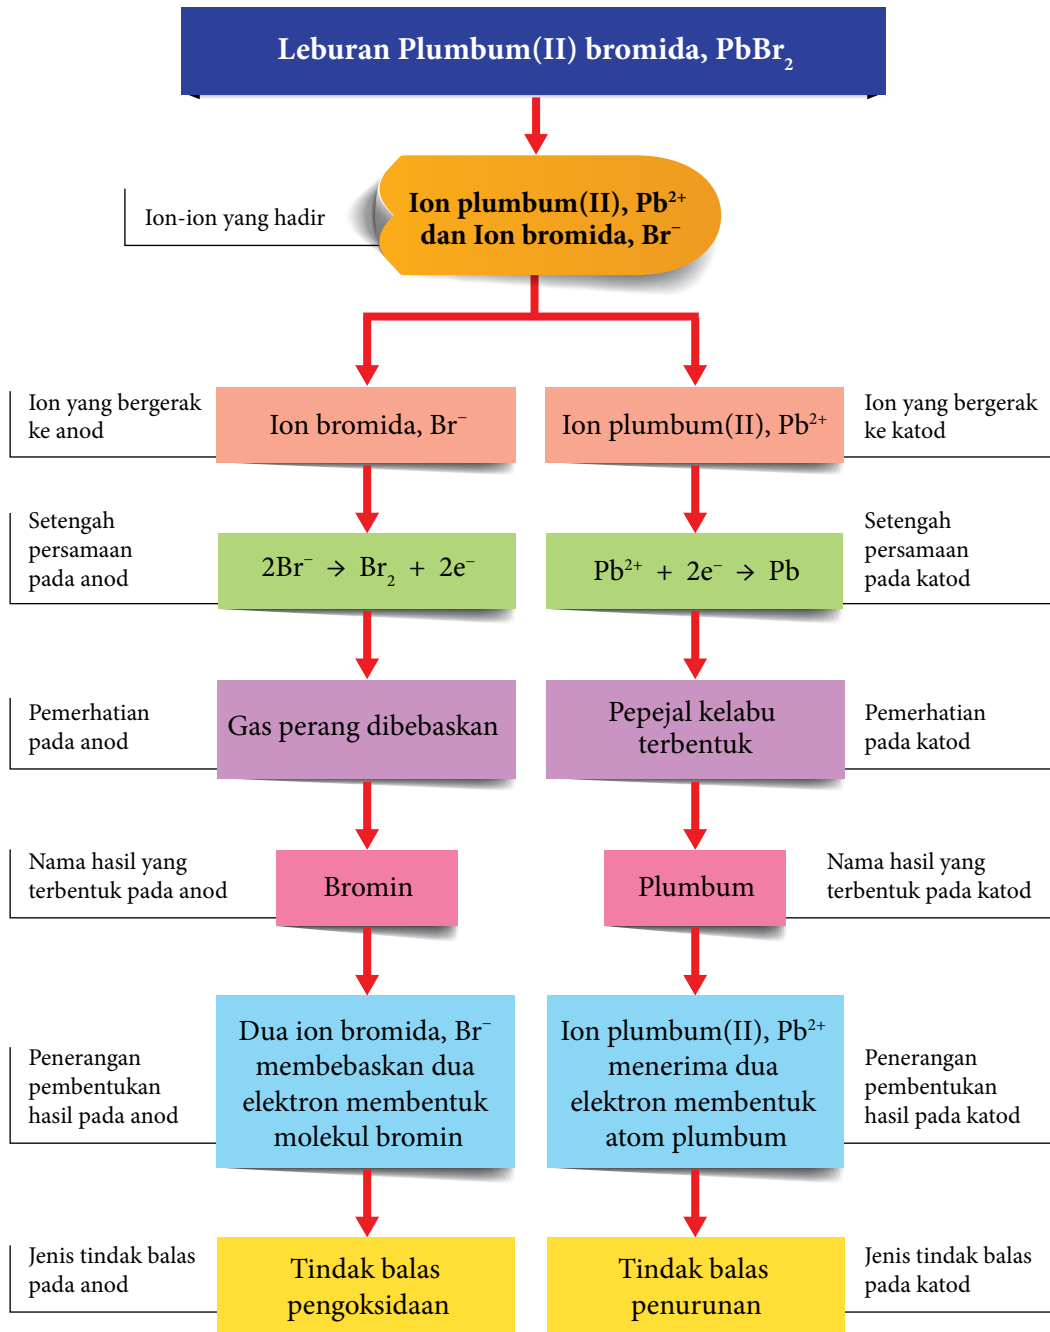 Leburan Plumbum(II) bromida, PbBr₂
Ion-ion yang hadir
Ion plumbum(II), Pb²⁺
dan Ion bromida, Br⁻
Ion yang bergerak
ke anod
Ion bromida, Br⁻
Ion plumbum(II), Pb²⁺
Ion yang bergerak
ke katod
Setengah
persamaan
pada anod
2Br⁻ → Br₂ + 2e⁻
Pb²⁺ + 2e⁻ → Pb
Setengah
persamaan
pada katod
Pemerhatian
pada anod
Gas perang dibebaskan
Pepejal kelabu
terbentuk
Pemerhatian
pada katod
Nama hasil yang
terbentuk pada anod
Bromin
Plumbum
Nama hasil yang
terbentuk pada katod
Penerangan
pembentukan
hasil pada anod
Dua ion bromida, Br⁻
membebaskan dua
elektron membentuk
molekul bromin
Ion plumbum(II), Pb²⁺
menerima dua
elektron membentuk
atom plumbum
Penerangan
pembentukan
hasil pada katod
Jenis tindak balas
pada anod
Tindak balas
pengoksidaan
Tindak balas
penurunan
Jenis tindak balas
pada katod